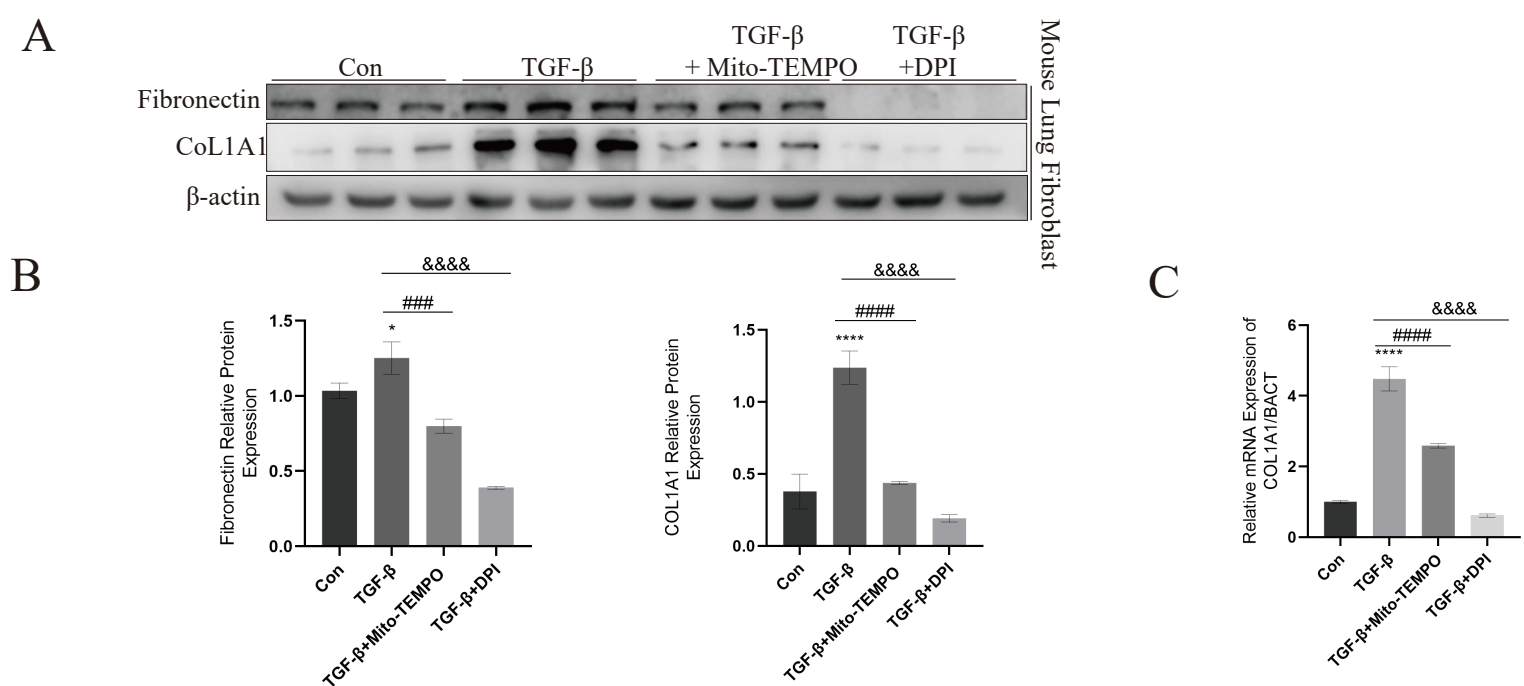 A
Con
TGF-β
TGF-β
+ Mito-TEMPO
TGF-β
+DPI
Fibronectin
CoL1A1
β-actin
Mouse Lung Fibroblast
B
Fibronectin Relative Protein
Expression
1.5
1.0
0.5
0.0
&&&&
###
*
Con
TGF-β
TGF-β+Mito-TEMPO
TGF-β+DPI
COL1A1 Relative Protein
Expression
1.5
1.0
0.5
0.0
&&&&
####
****
Con
TGF-β
TGF-β+Mito-TEMPO
TGF-β+DPI
C
Relative mRNA Expression of
COL1A1/BACT
6
4
2
0
&&&&
####
****
Con
TGF-β
TGF-β+Mito-TEMPO
TGF-β+DPI